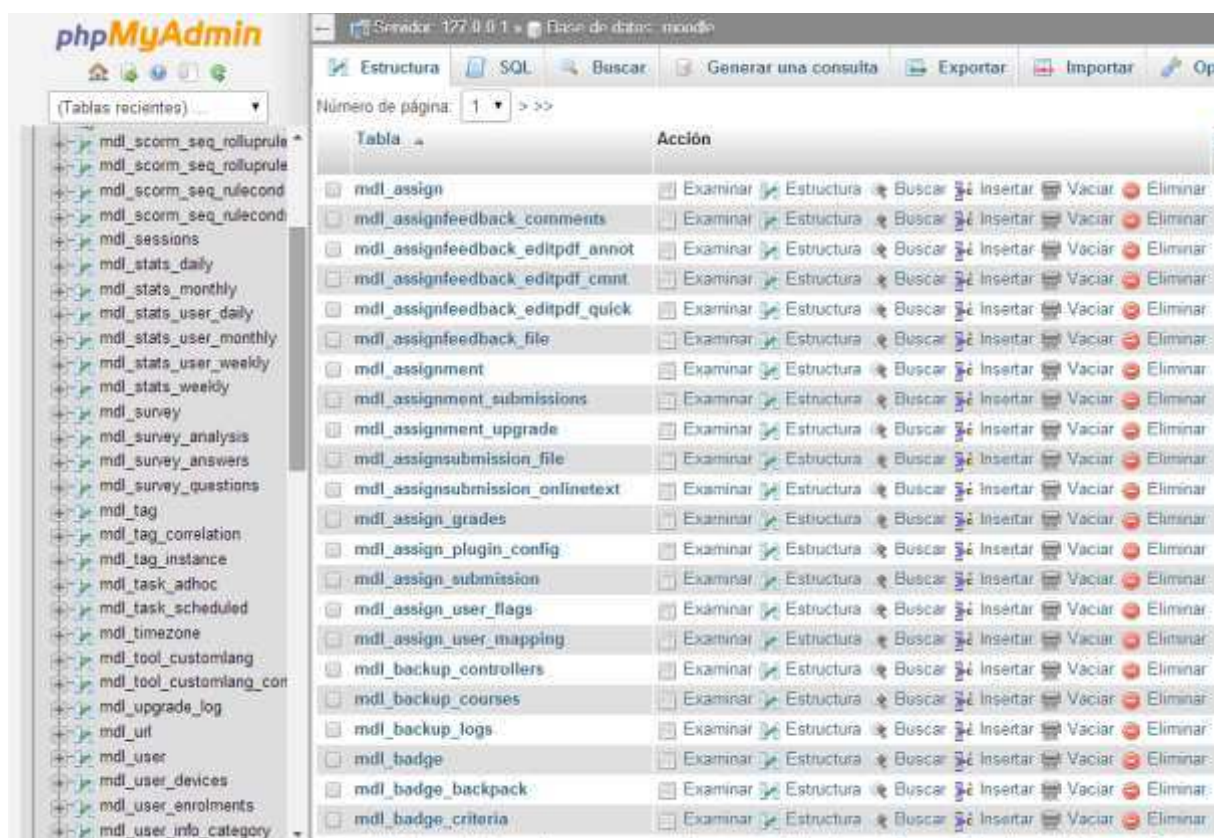 phpMyAdmin
(Tablas recientes) ...
mdl_scorm_seq_rolluprule
mdl_scorm_seq_rolluprule
mdl_scorm_seq_rulecond
mdl_scorm_seq_rulecond
mdl_sessions
mdl_stats_daily
mdl_stats_monthly
mdl_stats_user_daily
mdl_stats_user_monthly
mdl_stats_user_weekly
mdl_stats_weekly
mdl_survey
mdl_survey_analysis
mdl_survey_answers
mdl_survey_questions
mdl_tag
mdl_tag_correlation
mdl_tag_instance
mdl_task_adhoc
mdl_task_scheduled
mdl_timezone
mdl_tool_customlang
mdl_tool_customlang_con
mdl_upgrade_log
mdl_url
mdl_user
mdl_user_devices
mdl_user_enrolments
mdl_user_info_category
Servidor: 127.0.0.1 » Base de datos: moodle
Estructura SQL Buscar Generar una consulta Exportar Importar Op
Número de página: 1 > >>
Tabla Acción
mdl_assign Examinar Estructura Buscar Insertar Vaciar Eliminar
mdl_assignfeedback_comments Examinar Estructura Buscar Insertar Vaciar Eliminar
mdl_assignfeedback_editpdf_annot Examinar Estructura Buscar Insertar Vaciar Eliminar
mdl_assignfeedback_editpdf_cmnt Examinar Estructura Buscar Insertar Vaciar Eliminar
mdl_assignfeedback_editpdf_quick Examinar Estructura Buscar Insertar Vaciar Eliminar
mdl_assignfeedback_file Examinar Estructura Buscar Insertar Vaciar Eliminar
mdl_assignment Examinar Estructura Buscar Insertar Vaciar Eliminar
mdl_assignment_submissions Examinar Estructura Buscar Insertar Vaciar Eliminar
mdl_assignment_upgrade Examinar Estructura Buscar Insertar Vaciar Eliminar
mdl_assignsubmission_file Examinar Estructura Buscar Insertar Vaciar Eliminar
mdl_assignsubmission_onlinetext Examinar Estructura Buscar Insertar Vaciar Eliminar
mdl_assign_grades Examinar Estructura Buscar Insertar Vaciar Eliminar
mdl_assign_plugin_config Examinar Estructura Buscar Insertar Vaciar Eliminar
mdl_assign_submission Examinar Estructura Buscar Insertar Vaciar Eliminar
mdl_assign_user_flags Examinar Estructura Buscar Insertar Vaciar Eliminar
mdl_assign_user_mapping Examinar Estructura Buscar Insertar Vaciar Eliminar
mdl_backup_controllers Examinar Estructura Buscar Insertar Vaciar Eliminar
mdl_backup_courses Examinar Estructura Buscar Insertar Vaciar Eliminar
mdl_backup_logs Examinar Estructura Buscar Insertar Vaciar Eliminar
mdl_badge Examinar Estructura Buscar Insertar Vaciar Eliminar
mdl_badge_backpack Examinar Estructura Buscar Insertar Vaciar Eliminar
mdl_badge_criteria Examinar Estructura Buscar Insertar Vaciar Eliminar